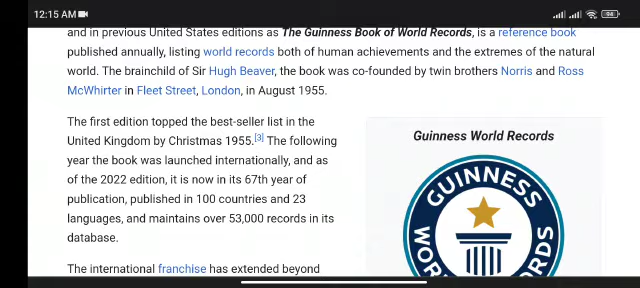 12:15 AM
94
and in previous United States editions as The Guinness Book of World Records, is a reference book
published annually, listing world records both of human achievements and the extremes of the natural
world. The brainchild of Sir Hugh Beaver, the book was co-founded by twin brothers Norris and Ross
McWhirter in Fleet Street, London, in August 1955.
The first edition topped the best-seller list in the
United Kingdom by Christmas 1955.[3] The following
year the book was launched internationally, and as
of the 2022 edition, it is now in its 67th year of
publication, published in 100 countries and 23
languages, and maintains over 53,000 records in its
database.
The international franchise has extended beyond
Guinness World Records
GUINNESS
WOR
RDS